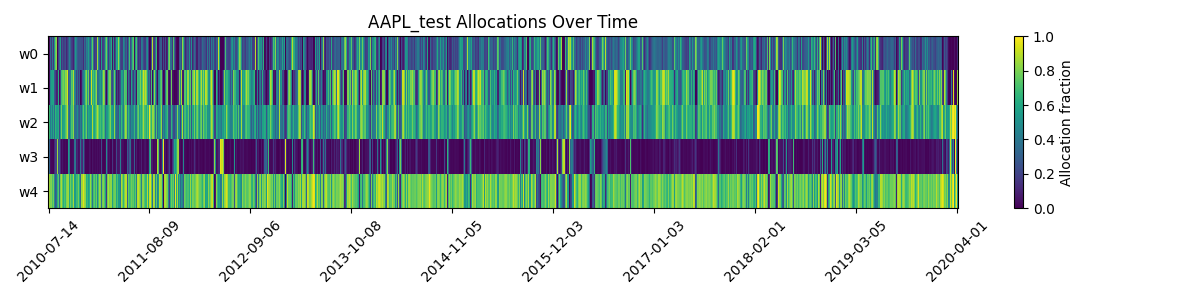 AAPL_test Allocations Over Time
w0
w1
w2
w3
w4
2010-07-14
2011-08-09
2012-09-06
2013-10-08
2014-11-05
2015-12-03
2017-01-03
2018-02-01
2019-03-05
2020-04-01
1.0
0.8
0.6
0.4
0.2
0.0
Allocation fraction